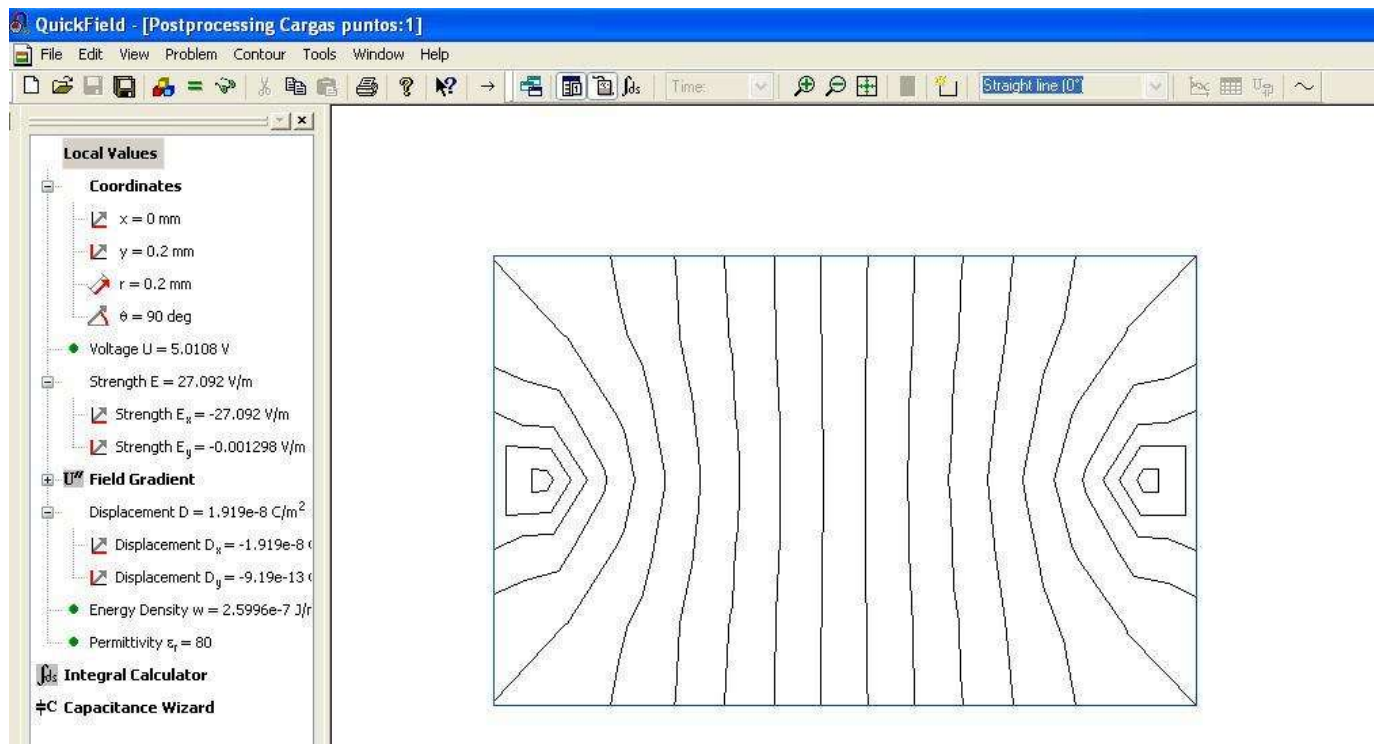 QuickField - [Postprocessing Cargas puntos:1]
File Edit View Problem Contour Tools Window Help
Time:
Straight line (0°)
Local Values
Coordinates
x = 0 mm
y = 0.2 mm
r = 0.2 mm
θ = 90 deg
Voltage U = 5.0108 V
Strength E = 27.092 V/m
Strength Ex = -27.092 V/m
Strength Ey = -0.001298 V/m
Field Gradient
Displacement D = 1.919e-8 C/m²
Displacement Dx = -1.919e-8
Displacement Dy = -9.19e-13
Energy Density w = 2.5996e-7
Permittivity εr = 80
Integral Calculator
Capacitance Wizard